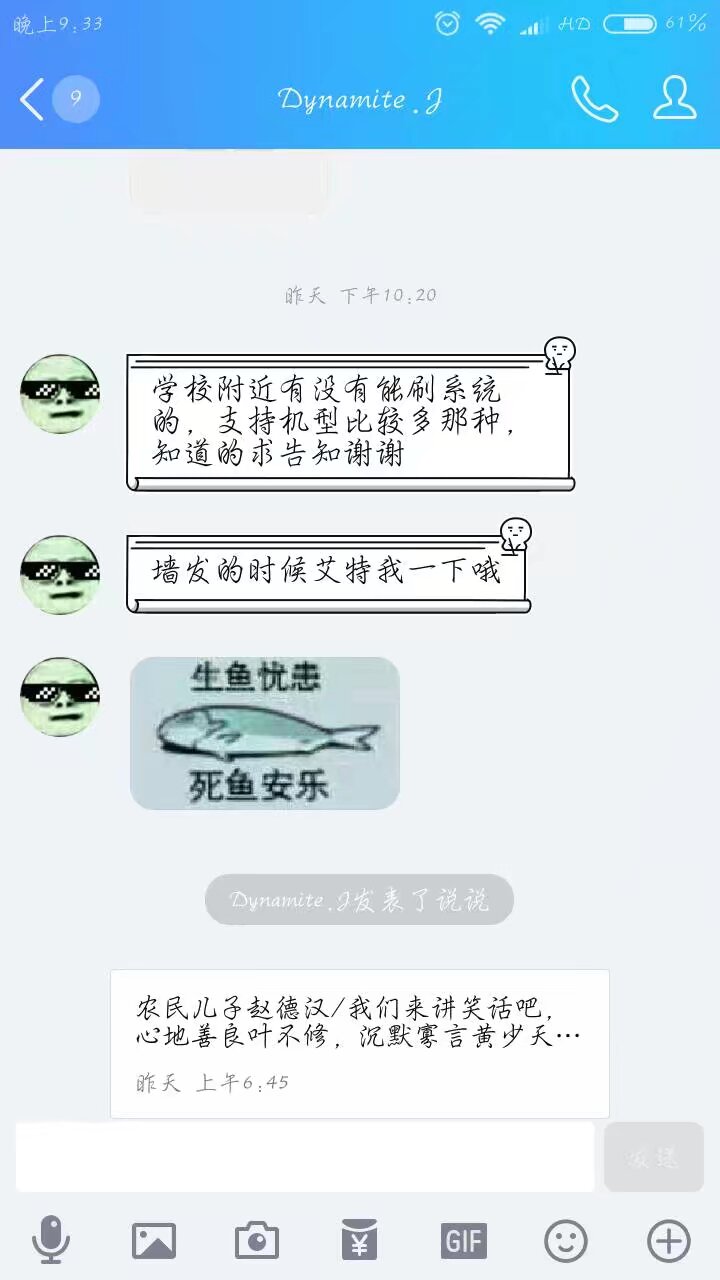 晚上9:33
HD
61%
9
Dynamite.J
昨天 下午10:20
学校附近有没有能刷系统
的，支持机型比较多那种，
知道的求告知谢谢
墙发的时候艾特我一下哦
生鱼忧患
死鱼安乐
Dynamite.J发表了说说
农民儿子赵德汉/我们来讲笑话吧，
心地善良叶不修，沉默寡言黄少天…
昨天 上午6:45
发送
GIF